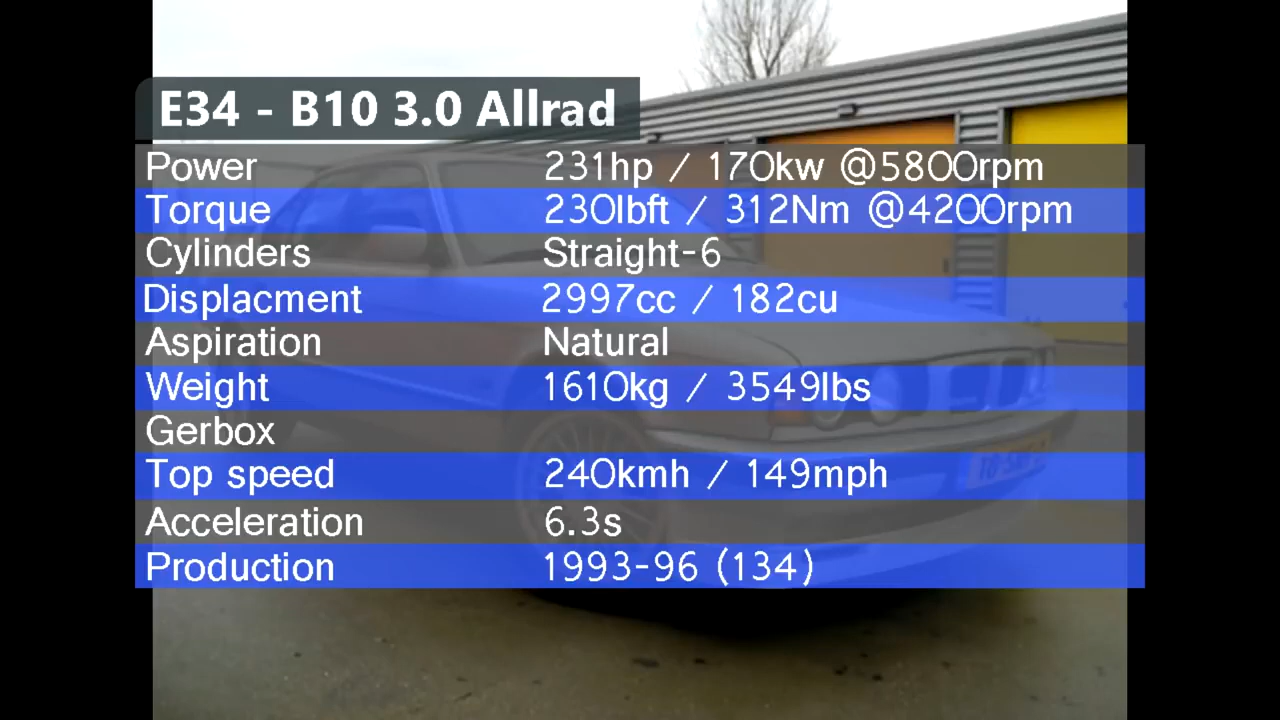 E34 - B10 3.0 Allrad
Power 231hp / 170kw @5800rpm
Torque 230lbft / 312Nm @4200rpm
Cylinders Straight-6
Displacment 2997cc / 182cu
Aspiration Natural
Weight 1610kg / 3549lbs
Gerbox
Top speed 240kmh / 149mph
Acceleration 6.3s
Production 1993-96 (134)